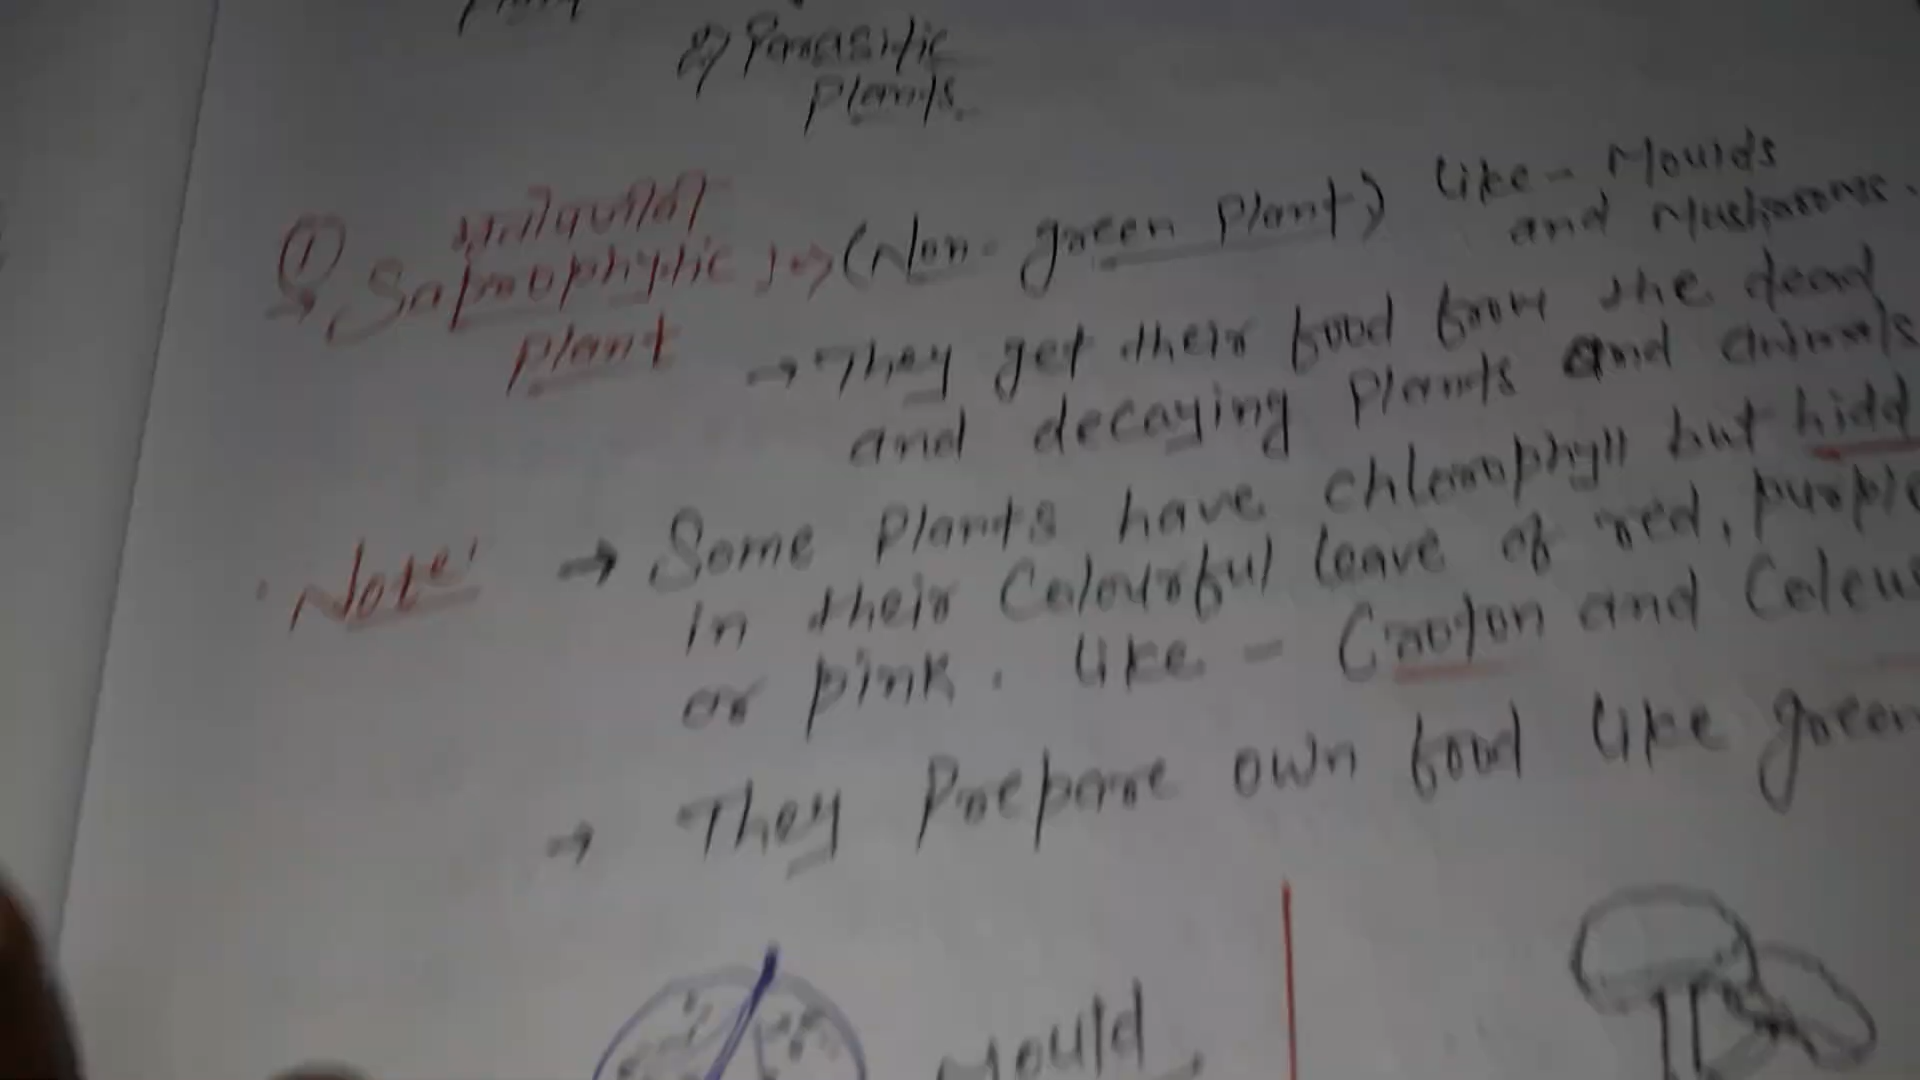 2) Parasitic
Plants.
① मृतोपजीवी
Saprophytic :→ (Non-green Plant) like - Moulds
and Mushrooms.
plant
→ They get their food from the dead
and decaying Plants and animals
Note: → Some Plants have chlorophyll but hidd
in their Colourful leave of red, purple
or pink. like - Croton and Coleus
→ They Prepare own food like green
Mould.